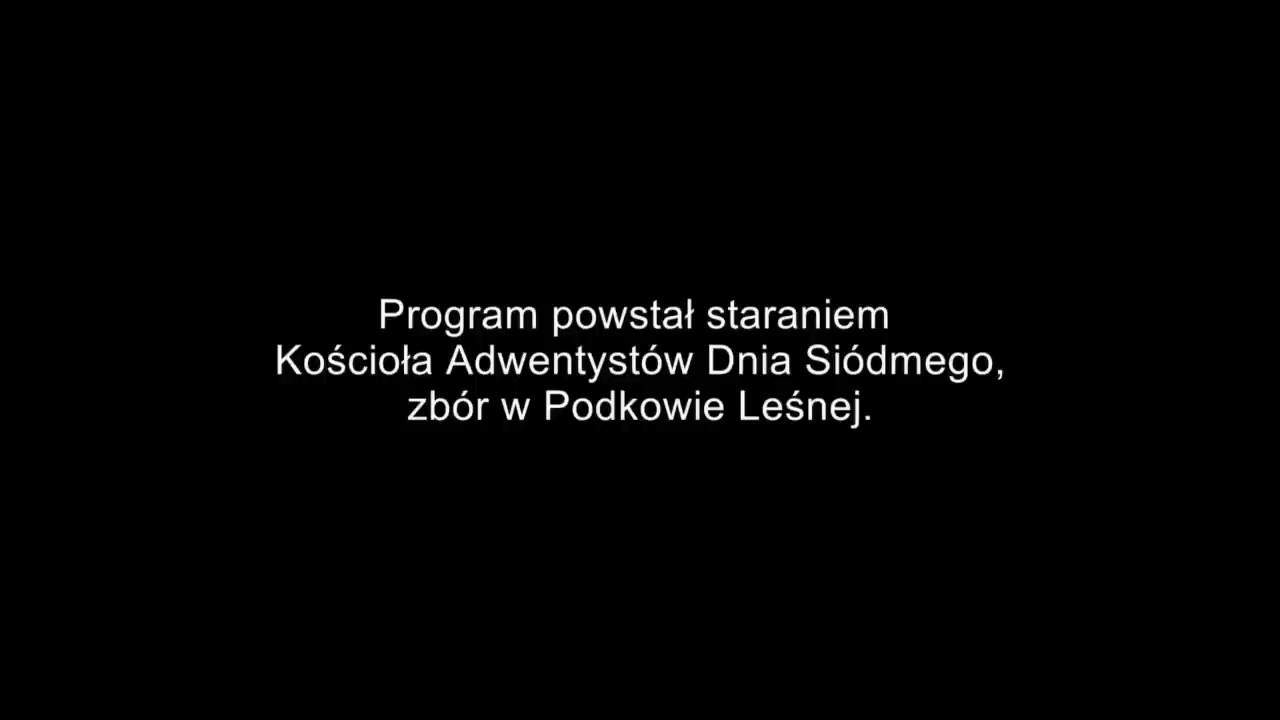 Program powstał staraniem
Kościoła Adwentystów Dnia Siódmego,
zbór w Podkowie Leśnej.